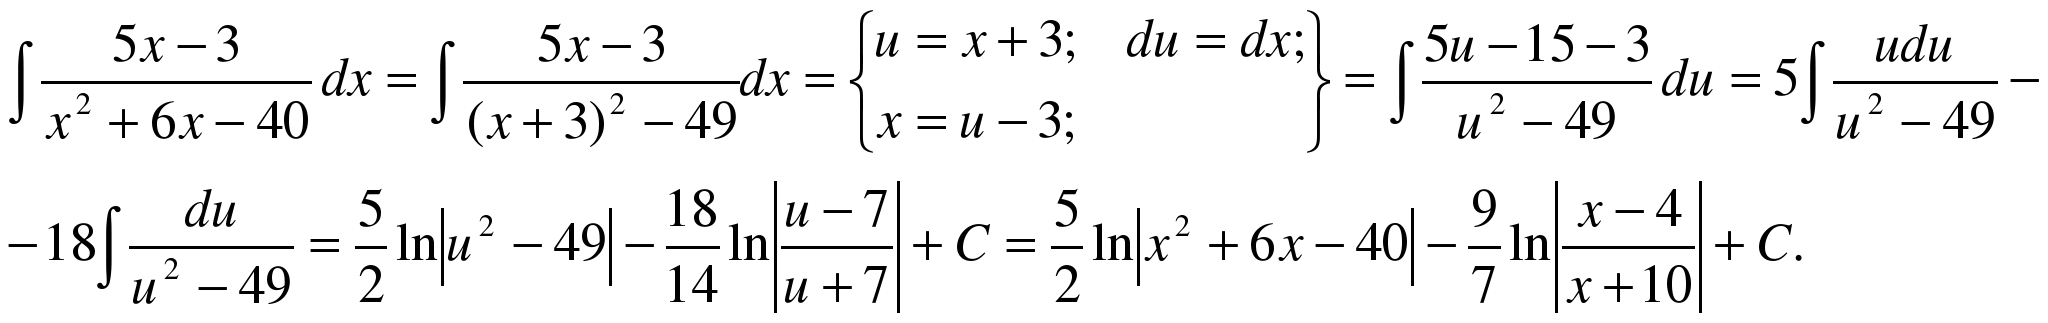 ∫ (5x − 3)/(x² + 6x − 40) dx = ∫ (5x − 3)/((x + 3)² − 49) dx = {u = x + 3; du = dx; x = u − 3;} = ∫ (5u − 15 − 3)/(u² − 49) du = 5∫ udu/(u² − 49) −
− 18∫ du/(u² − 49) = 5/2 ln|u² − 49| − 18/14 ln|(u − 7)/(u + 7)| + C = 5/2 ln|x² + 6x − 40| − 9/7 ln|(x − 4)/(x + 10)| + C.